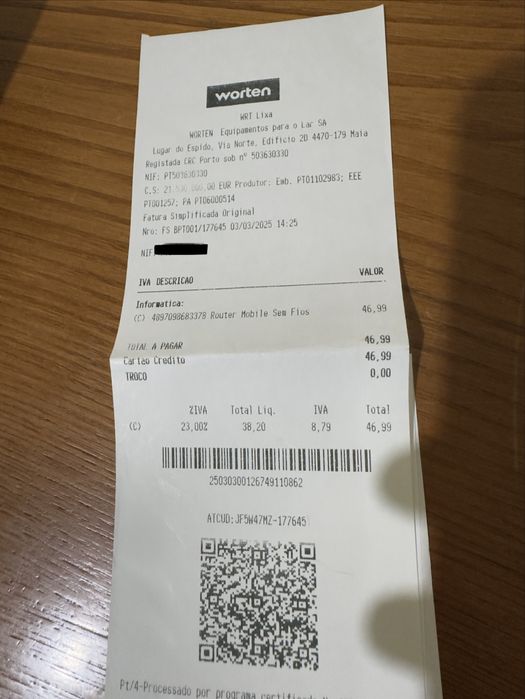 worten
WRT Lixa
WORTEN Equipamentos para o Lar SA
Lugar do Espido, Via Norte, Edificio 2D 4470-179 Maia
Registada CRC Porto sob nº 503630330
NIF: PT503630330
C.S: EUR Produtor: Emb. PT01102983; EEE
PT001257; PA PT06000514
Fatura Simplificada Original
Nro: FS BPT001/177645 03/03/2025 14:25
NIF
IVA DESCRICAO VALOR
Informatica:
(C) 4897098683378 Router Mobile Sem Fios 46,99
TOTAL A PAGAR 46,99
Cartao Credito 46,99
TROCO 0,00
%IVA Total Liq. IVA Total
(C) 23,00% 38,20 8,79 46,99
25030300126749110862
ATCUD:JF5W47MZ-177645
Pt/4-Processado por programa